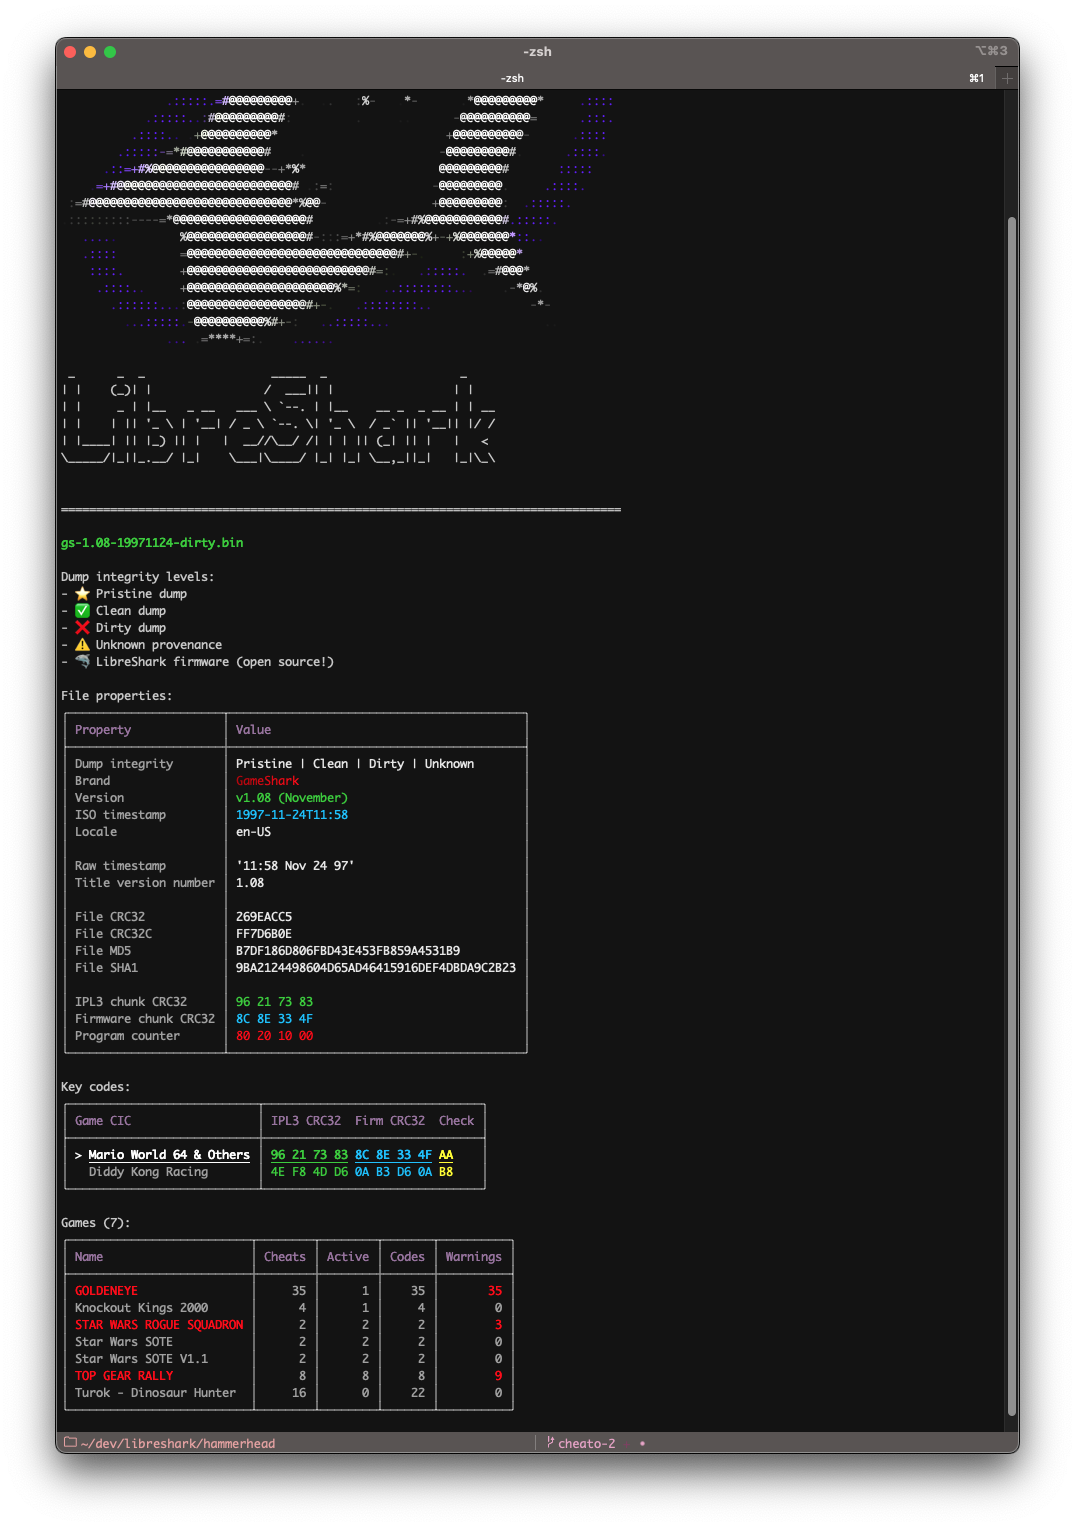 -zsh
⌥⌘3
-zsh
⌘1
LibreShark
gs-1.08-19971124-dirty.bin
Dump integrity levels:
- ⭐ Pristine dump
- ✅ Clean dump
- ❌ Dirty dump
- ⚠️ Unknown provenance
- 🦈 LibreShark firmware (open source!)
File properties:
Property Value
Dump integrity Pristine | Clean | Dirty | Unknown
Brand GameShark
Version v1.08 (November)
ISO timestamp 1997-11-24T11:58
Locale en-US
Raw timestamp '11:58 Nov 24 97'
Title version number 1.08
File CRC32 269EACC5
File CRC32C FF7D6B0E
File MD5 B7DF186D806FBD43E453FB859A4531B9
File SHA1 9BA2124498604D65AD46415916DEF4DBDA9C2B23
IPL3 chunk CRC32 96 21 73 83
Firmware chunk CRC32 8C 8E 33 4F
Program counter 80 20 10 00
Key codes:
Game CIC IPL3 CRC32 Firm CRC32 Check
> Mario World 64 & Others 96 21 73 83 8C 8E 33 4F AA
Diddy Kong Racing 4E F8 4D D6 0A B3 D6 0A B8
Games (7):
Name Cheats Active Codes Warnings
GOLDENEYE 35 1 35 35
Knockout Kings 2000 4 1 4 0
STAR WARS ROGUE SQUADRON 2 2 2 3
Star Wars SOTE 2 2 2 0
Star Wars SOTE V1.1 2 2 2 0
TOP GEAR RALLY 8 8 8 9
Turok - Dinosaur Hunter 16 0 22 0
~/dev/libreshark/hammerhead
cheato-2 •